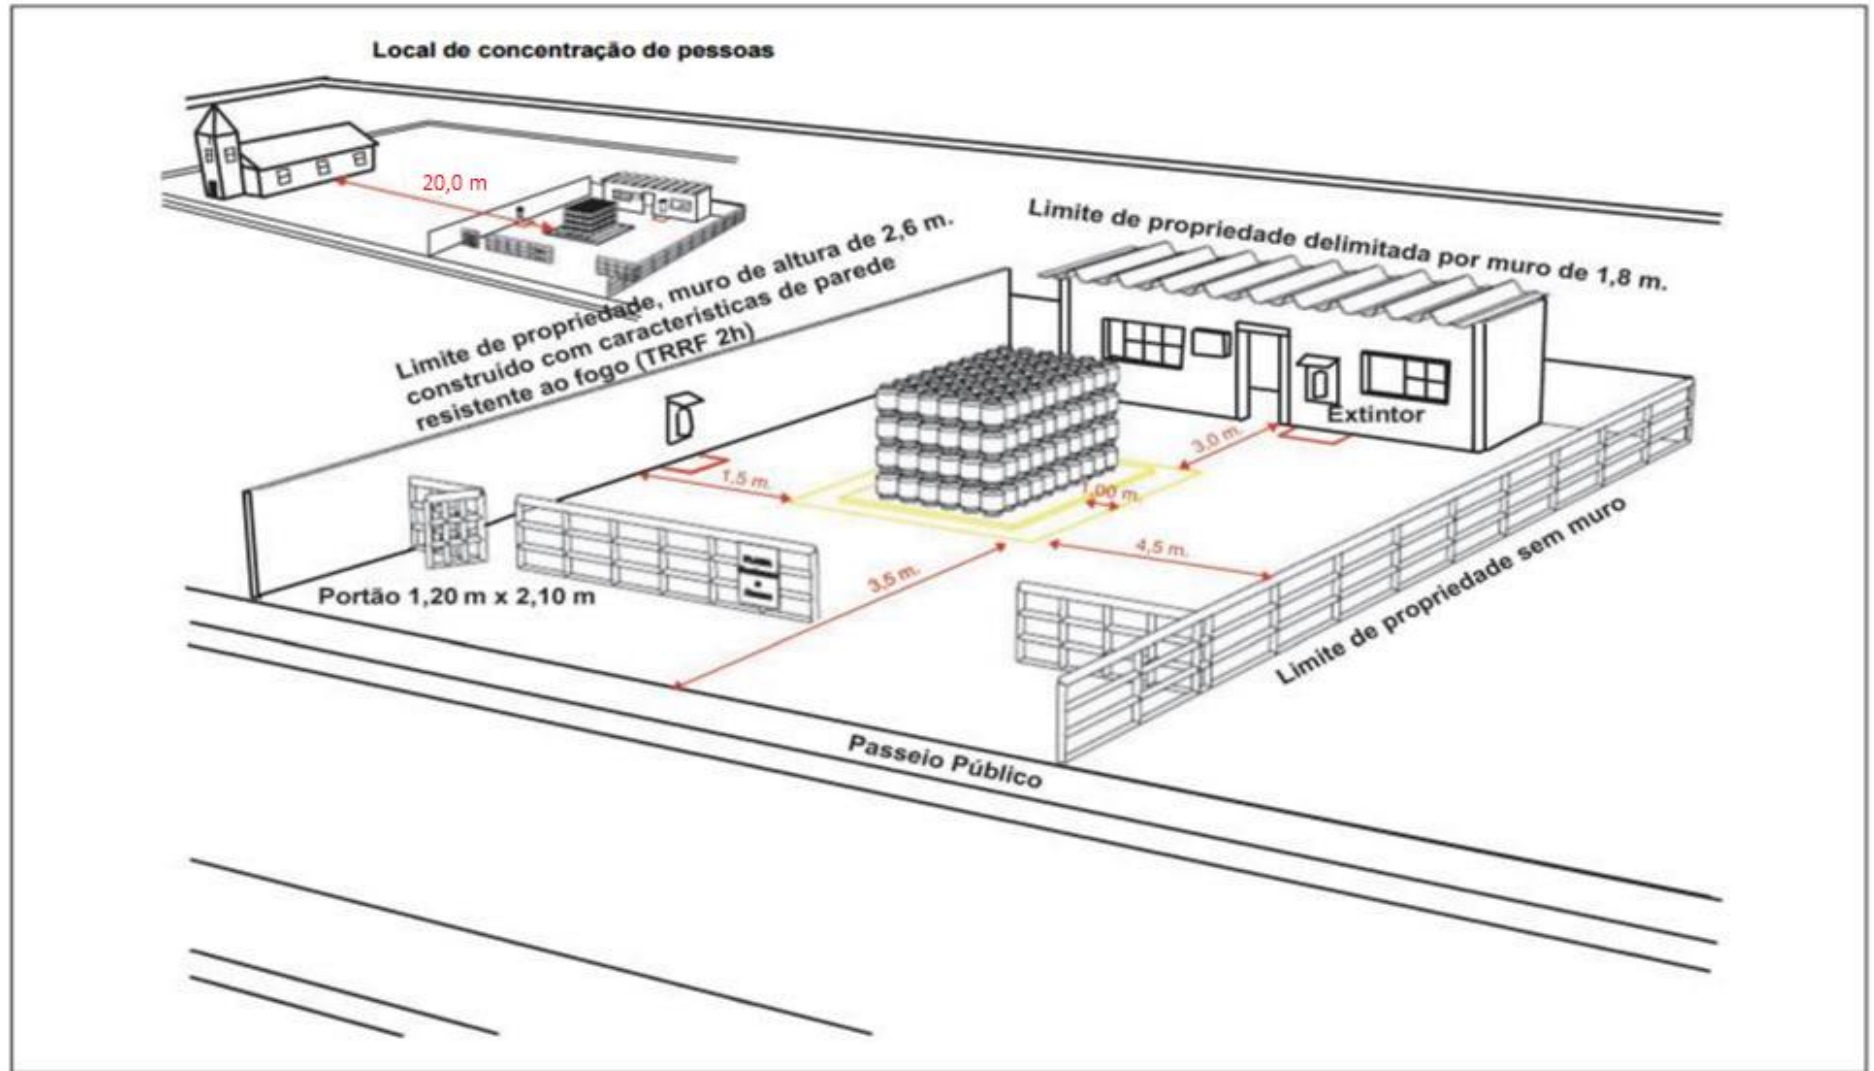 Local de concentração de pessoas
20,0 m
Limite de propriedade, muro de altura de 2,6 m.
construído com características de parede
resistente ao fogo (TRRF 2h)
Limite de propriedade delimitada por muro de 1,8 m.
Extintor
3,0 m.
1,5 m.
1,00 m.
4,5 m.
3,5 m.
Limite de propriedade sem muro
Portão 1,20 m x 2,10 m
Passeio Público